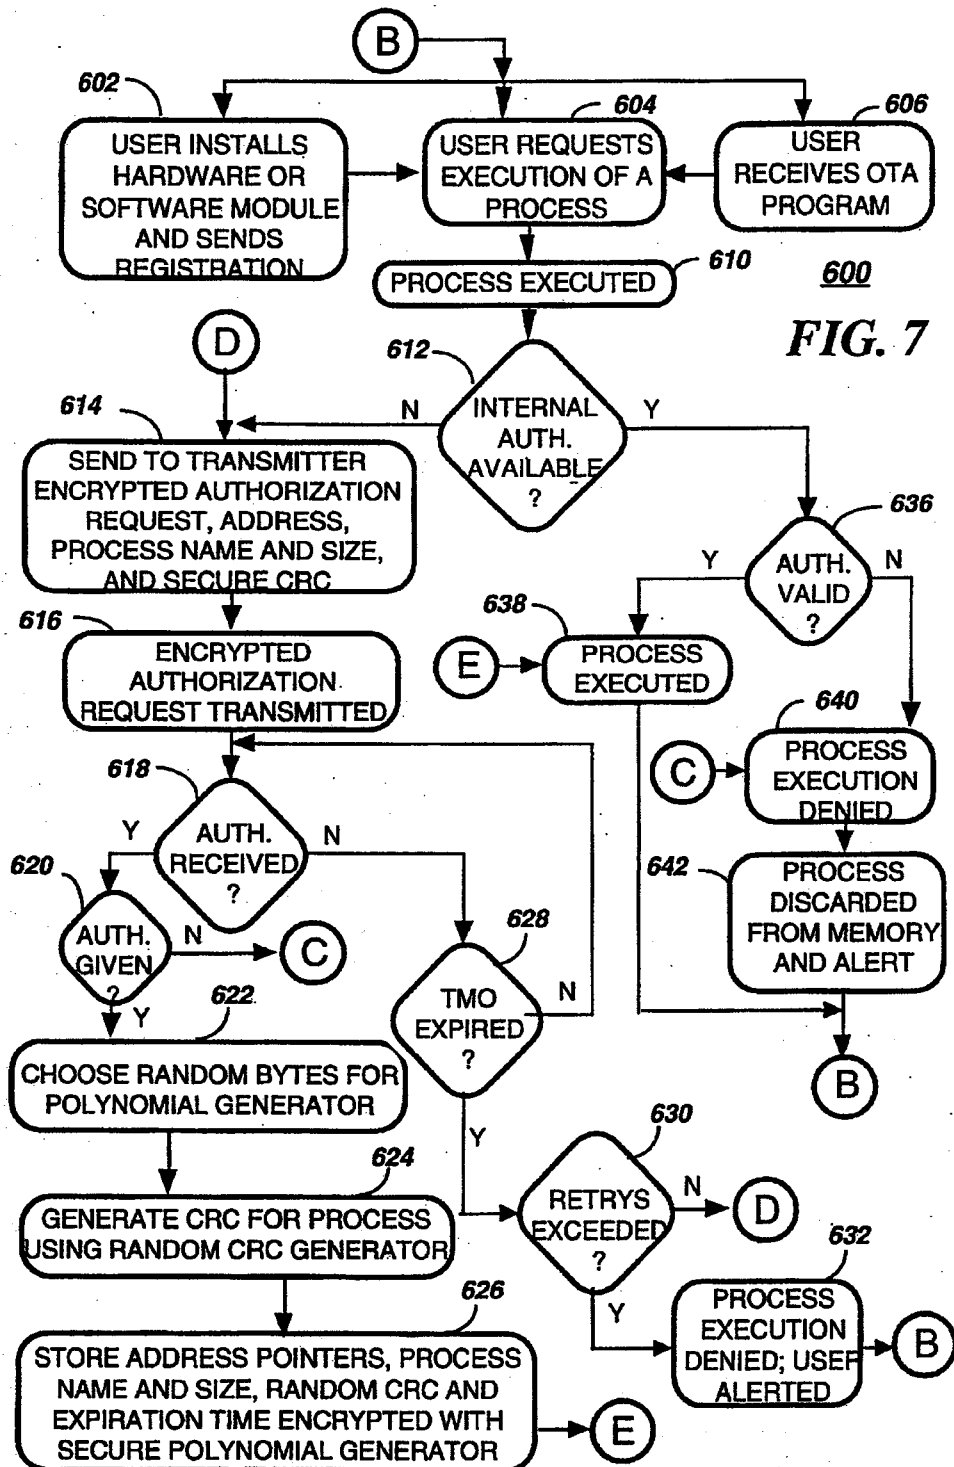 B
602
604
606
USER INSTALLS
HARDWARE OR
SOFTWARE MODULE
AND SENDS
REGISTRATION
USER REQUESTS
EXECUTION OF A
PROCESS
USER
RECEIVES OTA
PROGRAM
PROCESS EXECUTED
610
600
FIG. 7
D
612
INTERNAL
AUTH.
AVAILABLE
?
N
Y
614
SEND TO TRANSMITTER
ENCRYPTED AUTHORIZATION
REQUEST, ADDRESS,
PROCESS NAME AND SIZE,
AND SECURE CRC
636
AUTH.
VALID
?
Y
N
616
ENCRYPTED
AUTHORIZATION
REQUEST TRANSMITTED
638
E
PROCESS
EXECUTED
640
C
PROCESS
EXECUTION
DENIED
618
AUTH.
RECEIVED
?
Y
N
642
PROCESS
DISCARDED
FROM MEMORY
AND ALERT
620
AUTH.
GIVEN
?
N
C
Y
628
TMO
EXPIRED
?
N
Y
B
622
CHOOSE RANDOM BYTES FOR
POLYNOMIAL GENERATOR
630
RETRYS
EXCEEDED
?
N
D
Y
624
GENERATE CRC FOR PROCESS
USING RANDOM CRC GENERATOR
632
PROCESS
EXECUTION
DENIED; USER
ALERTED
B
626
STORE ADDRESS POINTERS, PROCESS
NAME AND SIZE, RANDOM CRC AND
EXPIRATION TIME ENCRYPTED WITH
SECURE POLYNOMIAL GENERATOR
E